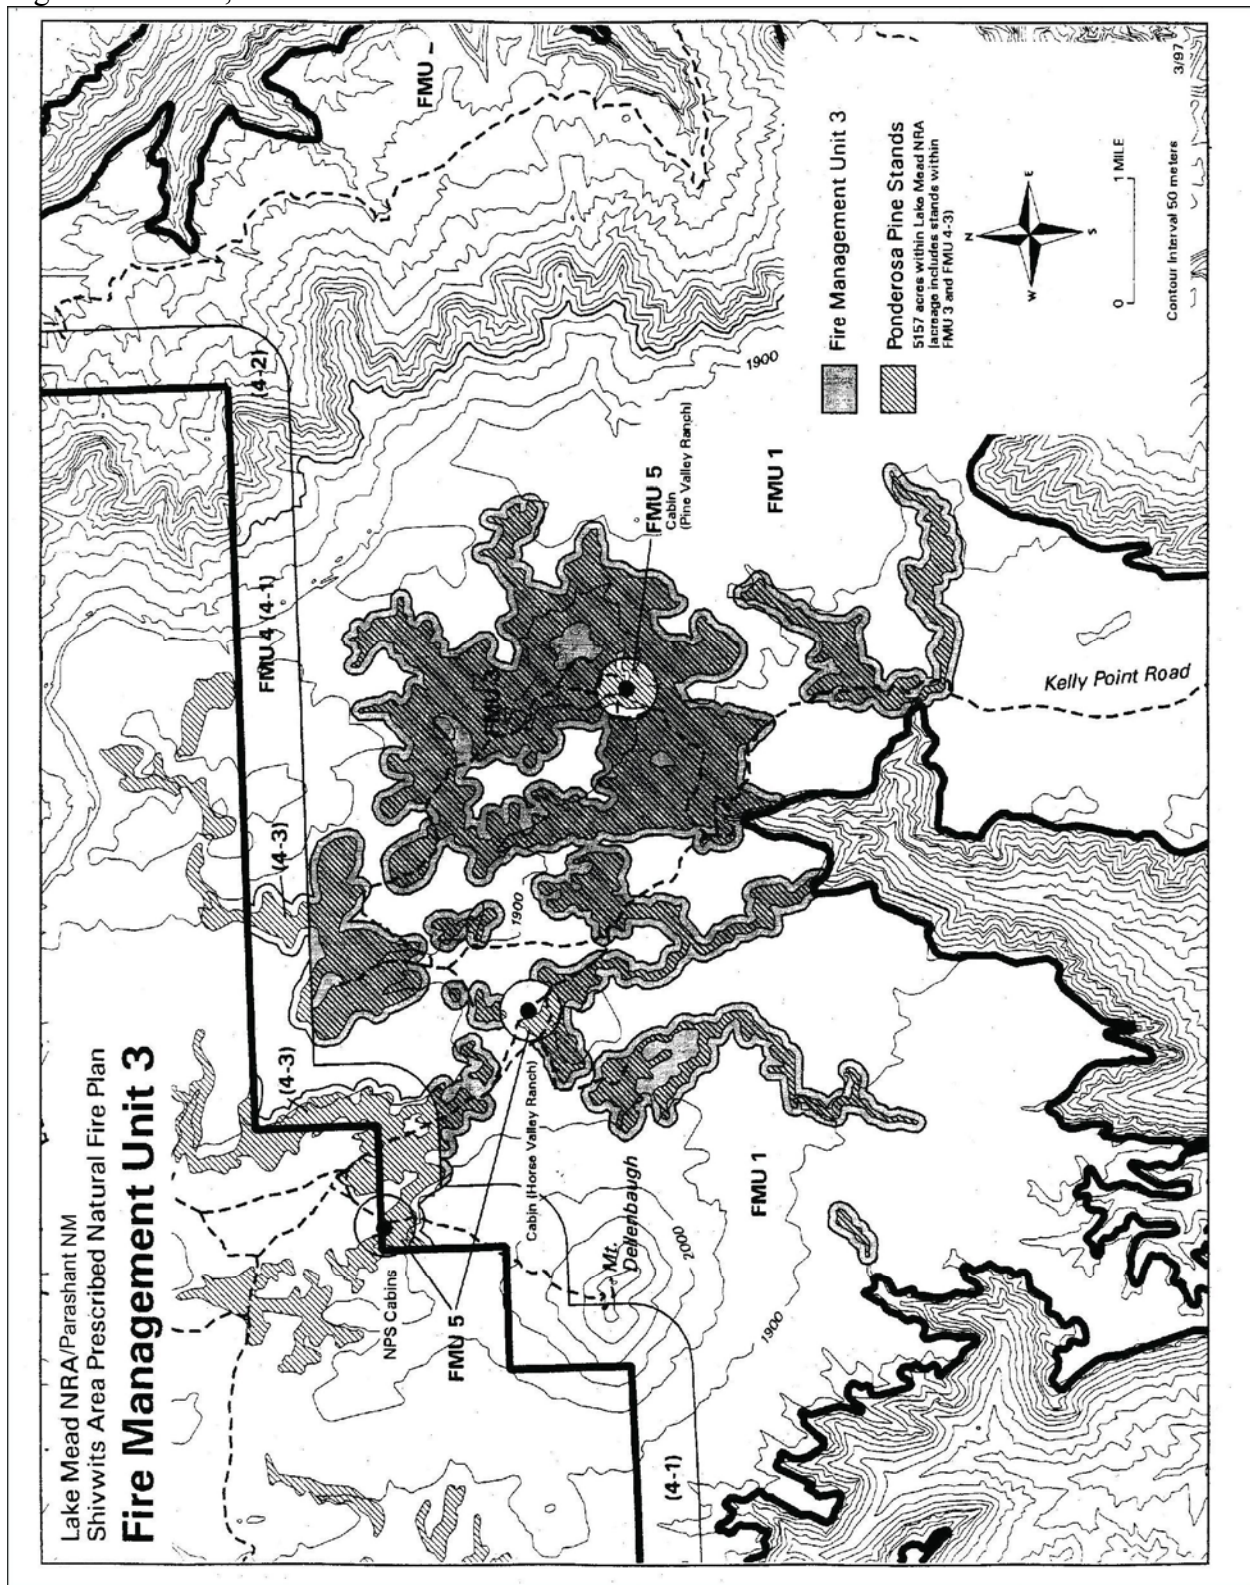 Lake Mead NRA/Parashant NM
Shivwits Area Prescribed Natural Fire Plan
Fire Management Unit 3
FMU
(4-2)
FMU 4 (4-1)
(4-3)
(4-3)
FMU 3
FMU 5
Cabin
(Pine Valley Ranch)
1900
1900
FMU 1
NPS Cabins
FMU 5
Cabin (Horse Valley Ranch)
Mt.
Dellenbaugh
2000
1900
FMU 1
(4-1)
Kelly Point Road
Fire Management Unit 3
Ponderosa Pine Stands
5157 acres within Lake Mead NRA
(acreage includes stands within
FMU 3 and FMU 4-3)
N
W
E
S
0
1 MILE
Contour Interval 50 meters
3/97